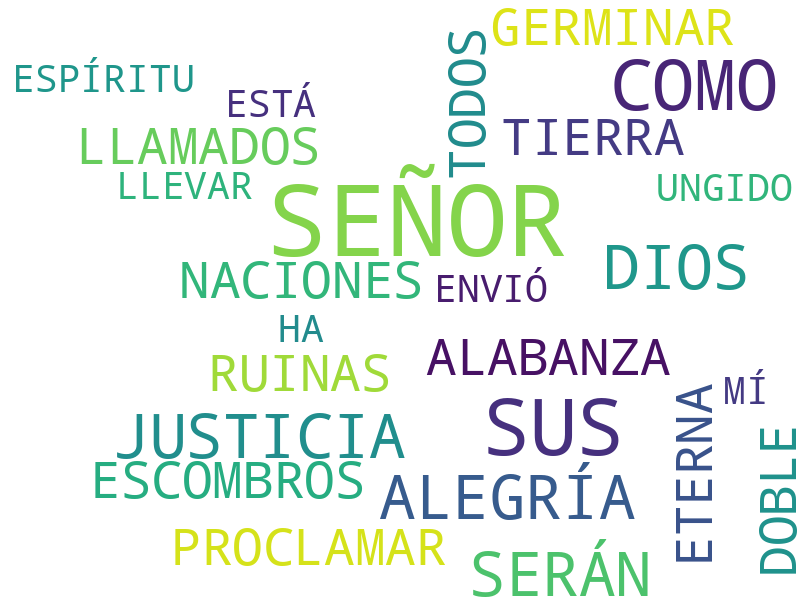 GERMINAR
ESPÍRITU
TODOS
COMO
ESTÁ
LLAMADOS
TIERRA
LLEVAR
UNGIDO
SEÑOR
NACIONES
ENVIÓ
DIOS
HA
RUINAS
ALABANZA
MÍ
JUSTICIA
SUS
ETERNA
DOBLE
ESCOMBROS
ALEGRÍA
PROCLAMAR
SERÁN